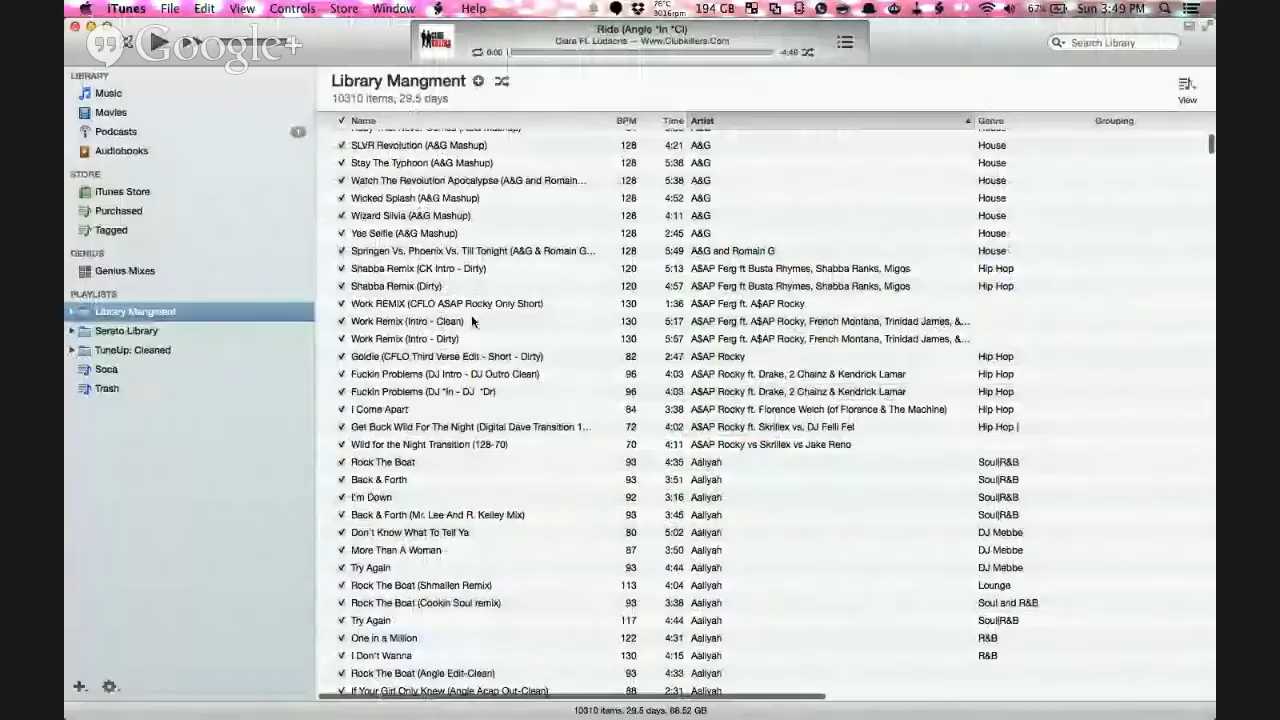 iTunes File Edit View Controls Store Window Help 76°C 3016rpm 194 GB 67% Sun 3:49 PM
Google+
Ride (Angle *In *Cl)
Ciara Ft. Ludacris — Www.Clubkillers.Com
0:00 -4:46
Search Library
LIBRARY
Music
Movies
Podcasts 1
Audiobooks
STORE
iTunes Store
Purchased
Tagged
GENIUS
Genius Mixes
PLAYLISTS
Library Mangment
Serato Library
TuneUp: Cleaned
Soca
Trash
Library Mangment
10310 items, 29.5 days
View
Name BPM Time Artist Genre Grouping
A&G House
SLVR Revolution (A&G Mashup) 128 4:21 A&G House
Stay The Typhoon (A&G Mashup) 128 5:38 A&G House
Watch The Revolution Apocalypse (A&G and Romain... 128 5:38 A&G House
Wicked Splash (A&G Mashup) 128 4:52 A&G House
Wizard Silvia (A&G Mashup) 128 4:11 A&G House
Yee Selfie (A&G Mashup) 128 2:45 A&G House
Springen Vs. Phoenix Vs. Till Tonight (A&G & Romain G... 128 5:49 A&G and Romain G House
Shabba Remix (CK Intro - Dirty) 120 5:13 A$AP Ferg ft Busta Rhymes, Shabba Ranks, Migos Hip Hop
Shabba Remix (Dirty) 120 4:57 A$AP Ferg ft Busta Rhymes, Shabba Ranks, Migos Hip Hop
Work REMIX (CFLO A$AP Rocky Only Short) 130 1:36 A$AP Ferg ft. A$AP Rocky
Work Remix (Intro - Clean) 130 5:17 A$AP Ferg ft. A$AP Rocky, French Montana, Trinidad James, &...
Work Remix (Intro - Dirty) 130 5:57 A$AP Ferg ft. A$AP Rocky, French Montana, Trinidad James, &...
Goldie (CFLO Third Verse Edit - Short - Dirty) 82 2:47 A$AP Rocky Hip Hop
Fuckin Problems (DJ Intro - DJ Outro Clean) 96 4:03 A$AP Rocky ft. Drake, 2 Chainz & Kendrick Lamar Hip Hop
Fuckin Problems (DJ *In - DJ *Dr) 96 4:03 A$AP Rocky ft. Drake, 2 Chainz & Kendrick Lamar Hip Hop
I Come Apart 84 3:38 A$AP Rocky ft. Florence Welch (of Florence & The Machine) Hip Hop
Get Buck Wild For The Night (Digital Dave Transition 1... 72 4:02 A$AP Rocky ft. Skrillex vs. DJ Felli Fel Hip Hop |
Wild for the Night Transition (128-70) 70 4:11 A$AP Rocky vs Skrillex vs Jake Reno
Rock The Boat 93 4:35 Aaliyah Soul|R&B
Back & Forth 93 3:51 Aaliyah Soul|R&B
I'm Down 92 3:16 Aaliyah Soul|R&B
Back & Forth (Mr. Lee And R. Kelley Mix) 93 3:45 Aaliyah Soul|R&B
Don't Know What To Tell Ya 80 5:02 Aaliyah DJ Mebbe
More Than A Woman 87 3:50 Aaliyah DJ Mebbe
Try Again 93 4:44 Aaliyah DJ Mebbe
Rock The Boat (Shmallen Remix) 113 4:04 Aaliyah Lounge
Rock The Boat (Cookin Soul remix) 93 3:38 Aaliyah Soul and R&B
Try Again 117 4:44 Aaliyah Soul|R&B
One in a Million 122 4:31 Aaliyah R&B
I Don't Wanna 130 4:15 Aaliyah R&B
Rock The Boat (Angle Edit-Clean) 93 4:33 Aaliyah
If Your Girl Only Knew (Angle Acap Out-Clean) 88 2:31 Aaliyah
10310 items, 29.5 days, 88.52 GB